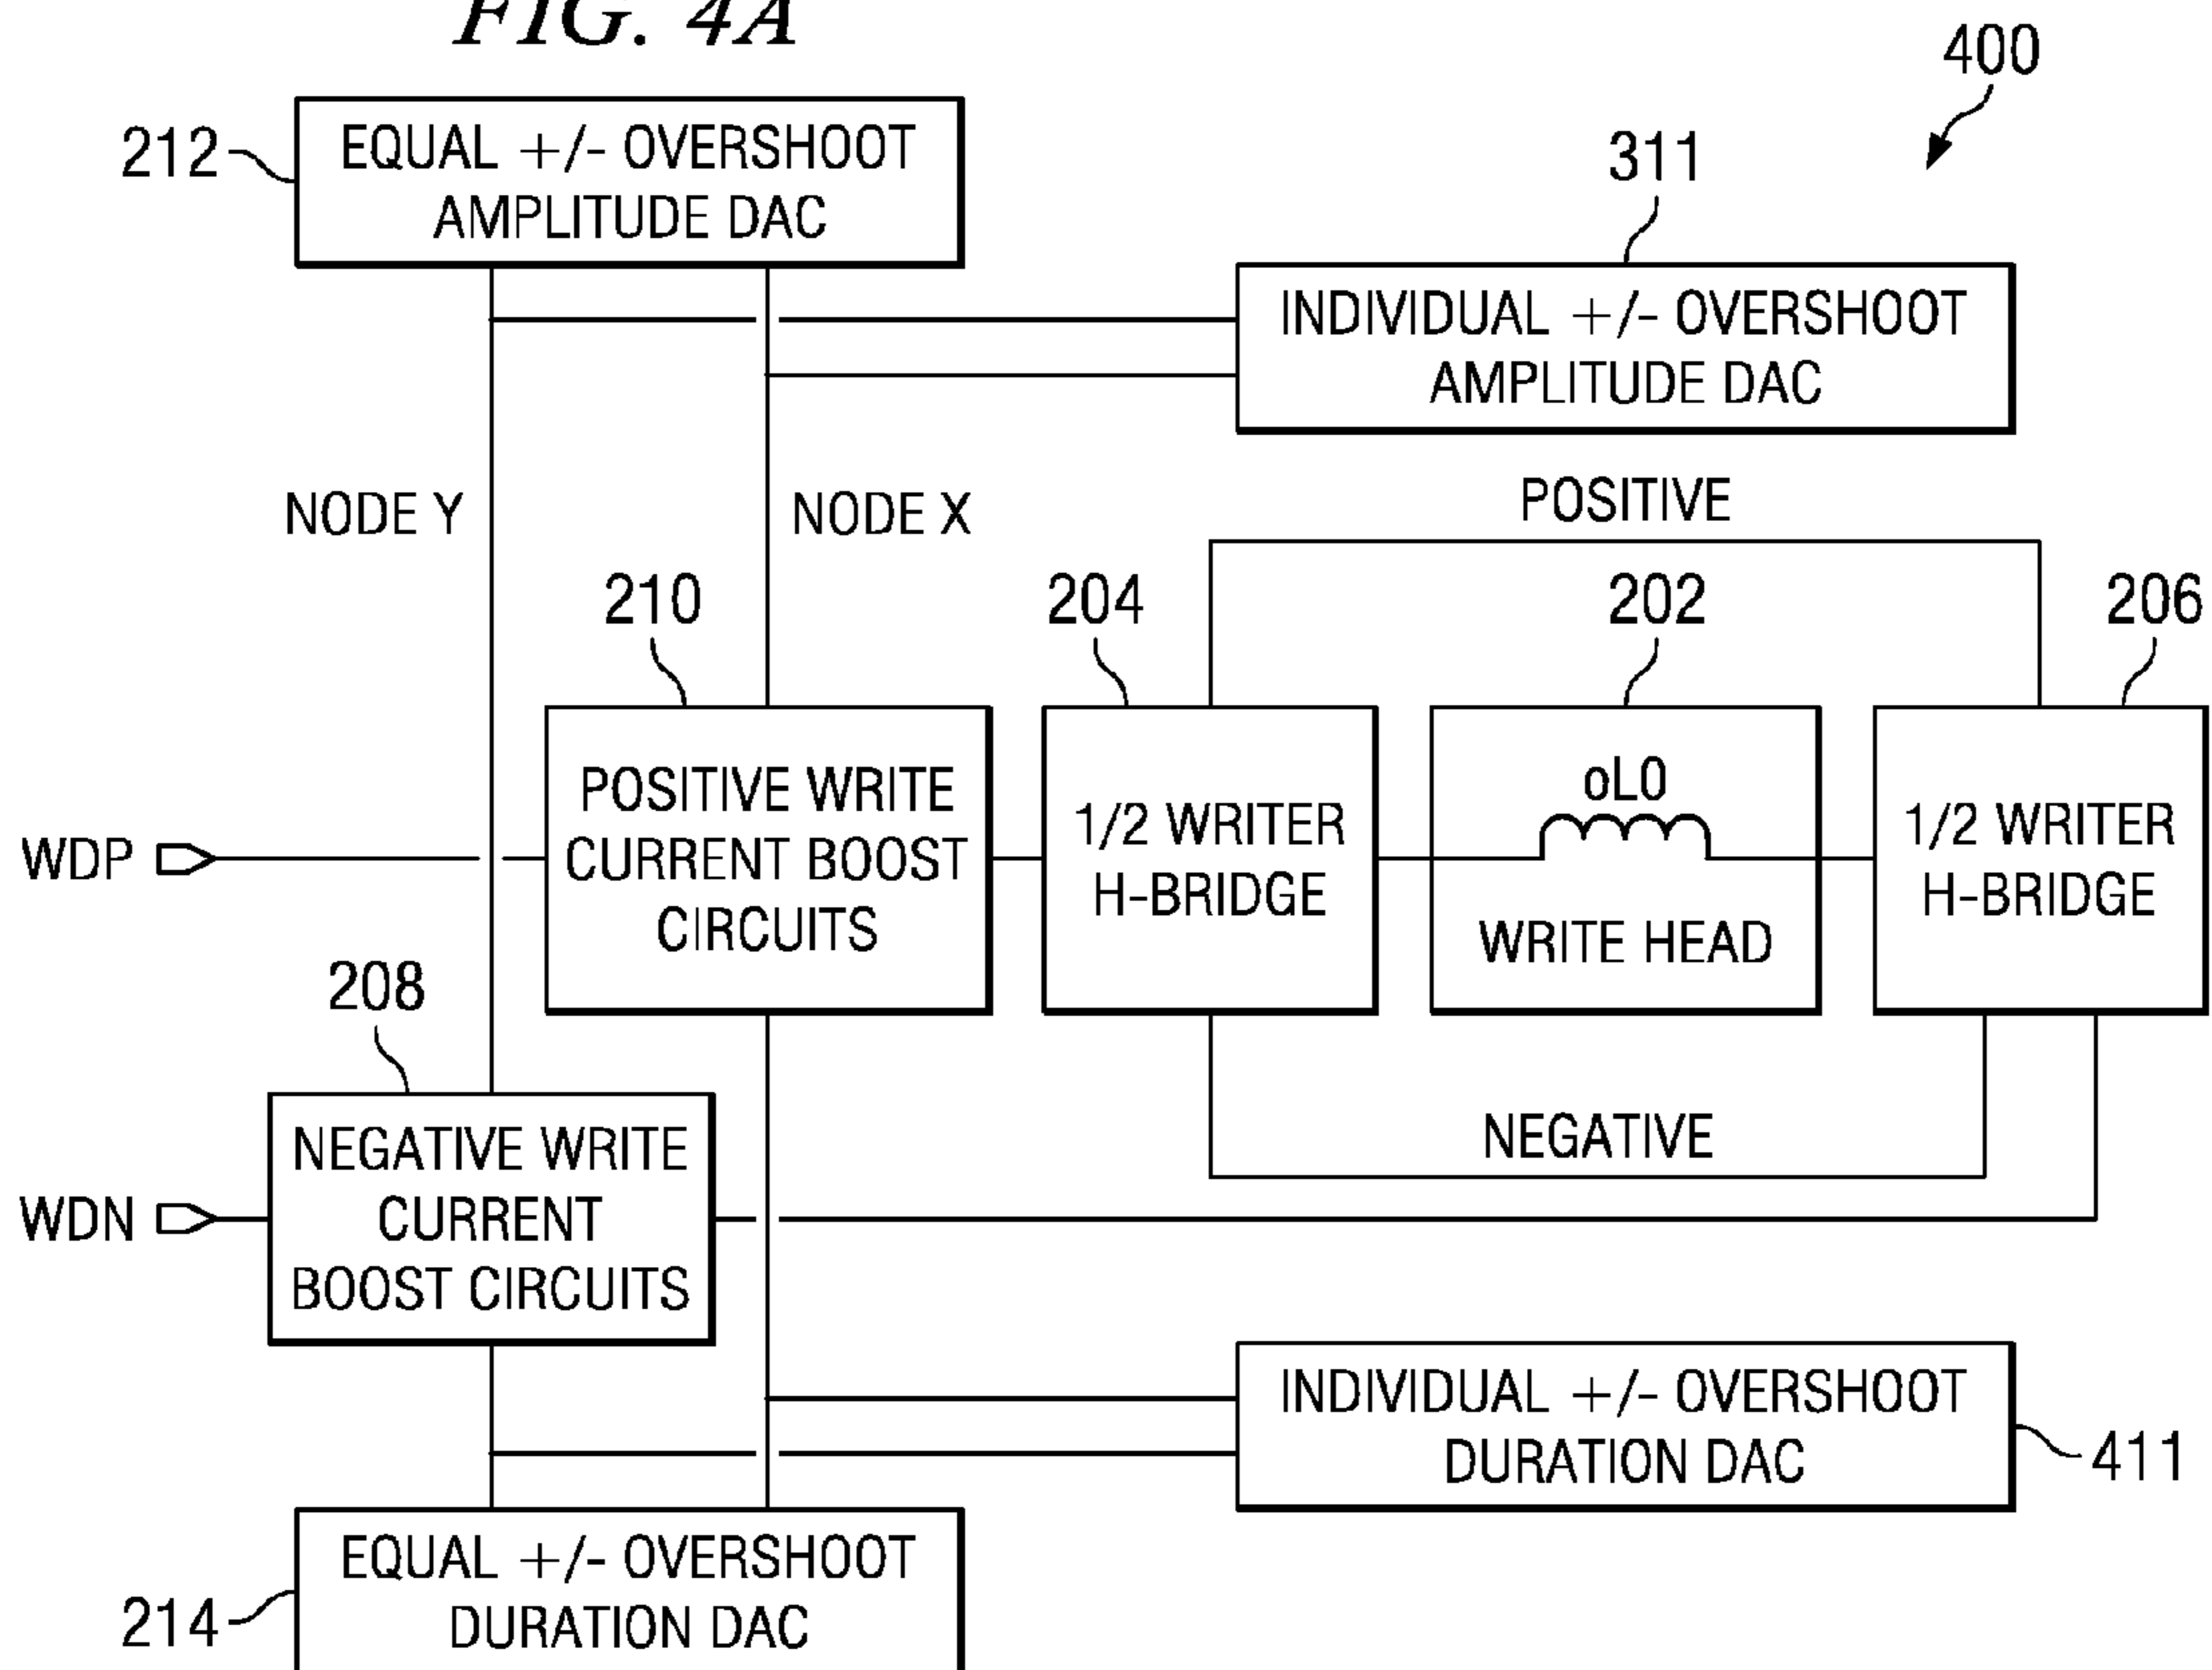 FIG. 4A
400
212
EQUAL +/- OVERSHOOT
AMPLITUDE DAC
311
INDIVIDUAL +/- OVERSHOOT
AMPLITUDE DAC
NODE Y
NODE X
POSITIVE
210
204
202
206
WDP
POSITIVE WRITE
CURRENT BOOST
CIRCUITS
1/2 WRITER
H-BRIDGE
oL0
WRITE HEAD
1/2 WRITER
H-BRIDGE
208
NEGATIVE
WDN
NEGATIVE WRITE
CURRENT
BOOST CIRCUITS
INDIVIDUAL +/- OVERSHOOT
DURATION DAC
411
214
EQUAL +/- OVERSHOOT
DURATION DAC